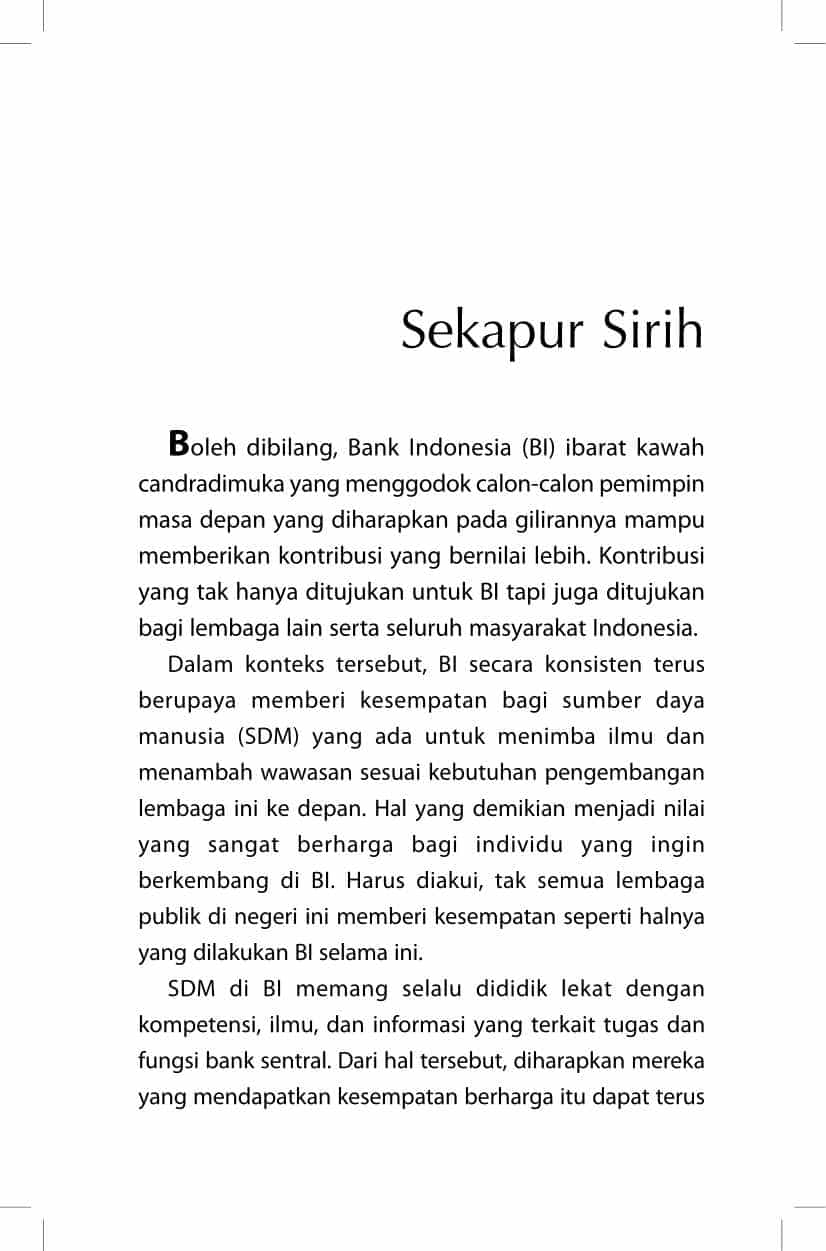 Sekapur Sirih
Boleh dibilang, Bank Indonesia (BI) ibarat kawah
candradimuka yang menggodok calon-calon pemimpin
masa depan yang diharapkan pada gilirannya mampu
memberikan kontribusi yang bernilai lebih. Kontribusi
yang tak hanya ditujukan untuk BI tapi juga ditujukan
bagi lembaga lain serta seluruh masyarakat Indonesia.
Dalam konteks tersebut, BI secara konsisten terus
berupaya memberi kesempatan bagi sumber daya
manusia (SDM) yang ada untuk menimba ilmu dan
menambah wawasan sesuai kebutuhan pengembangan
lembaga ini ke depan. Hal yang demikian menjadi nilai
yang sangat berharga bagi individu yang ingin
berkembang di BI. Harus diakui, tak semua lembaga
publik di negeri ini memberi kesempatan seperti halnya
yang dilakukan BI selama ini.
SDM di BI memang selalu dididik lekat dengan
kompetensi, ilmu, dan informasi yang terkait tugas dan
fungsi bank sentral. Dari hal tersebut, diharapkan mereka
yang mendapatkan kesempatan berharga itu dapat terus